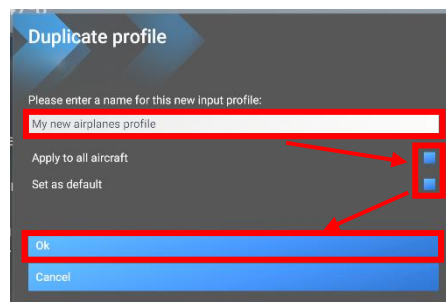 Duplicate profile
Please enter a name for this new input profile:
My new airplanes profile
Apply to all aircraft
Set as default
Ok
Cancel